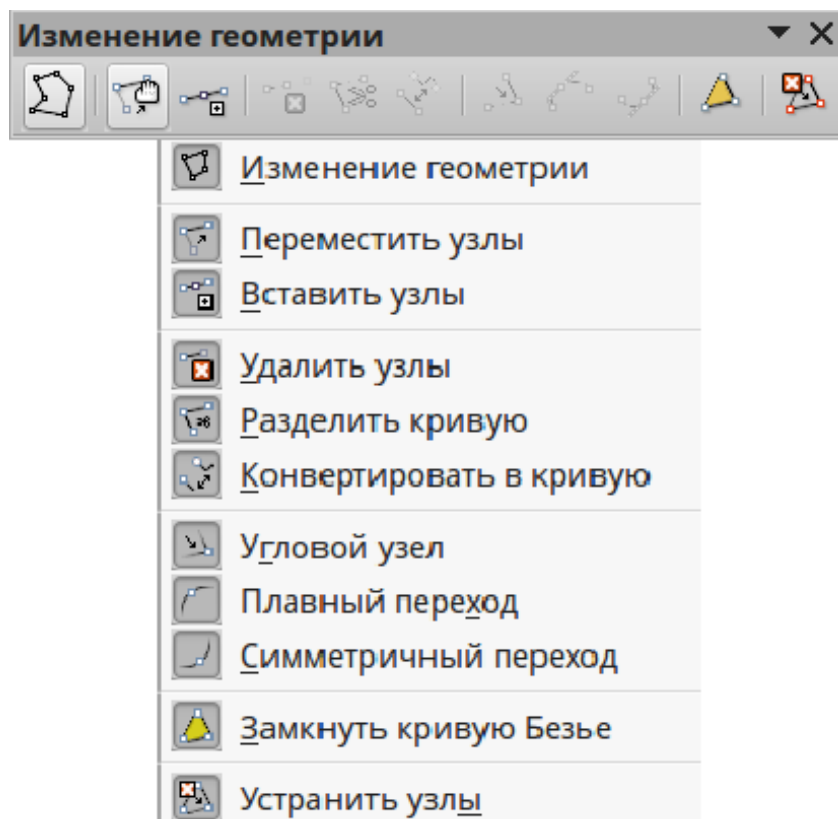 Изменение геометрии
Изменение геометрии
Переместить узлы
Вставить узлы
Удалить узлы
Разделить кривую
Конвертировать в кривую
Угловой узел
Плавный переход
Симметричный переход
Замкнуть кривую Безье
Устранить узлы